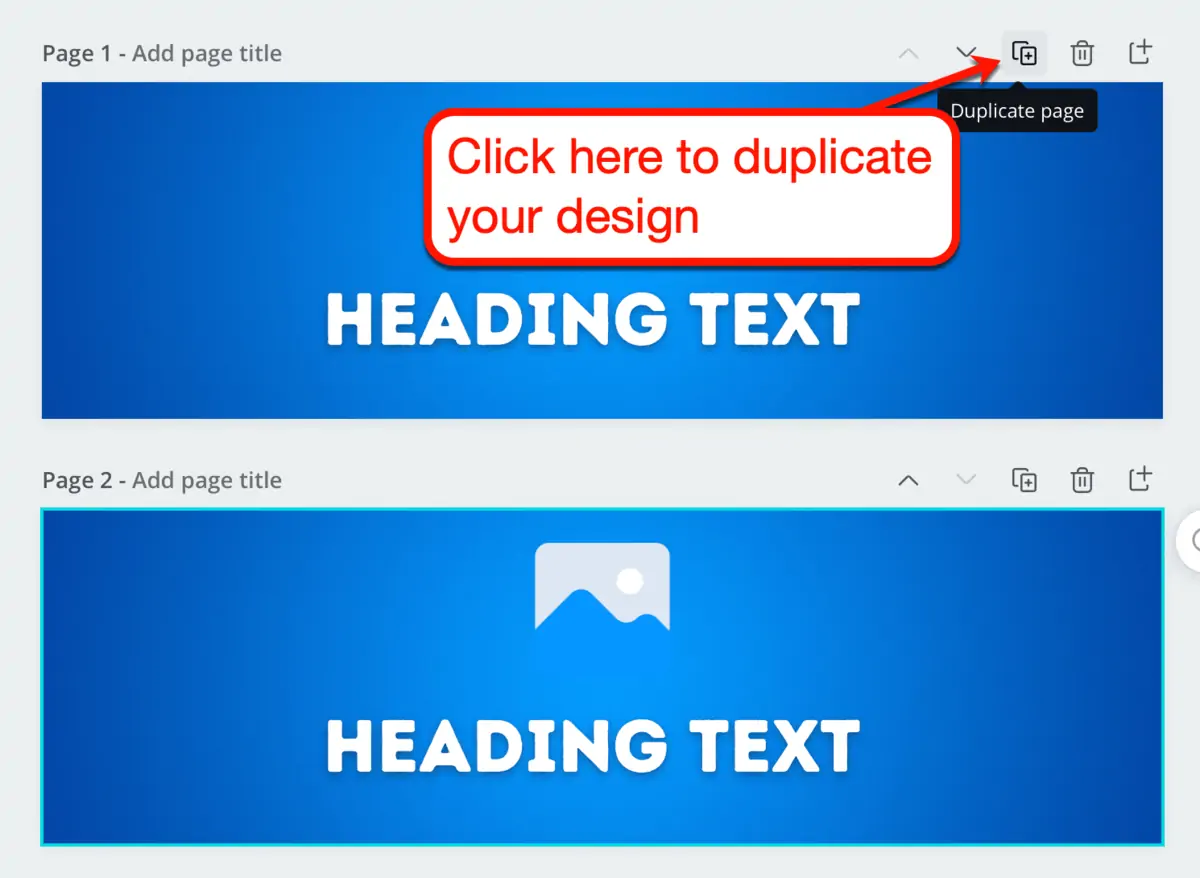 Page 1 - Add page title
Duplicate page
Click here to duplicate
your design
HEADING TEXT
Page 2 - Add page title
HEADING TEXT